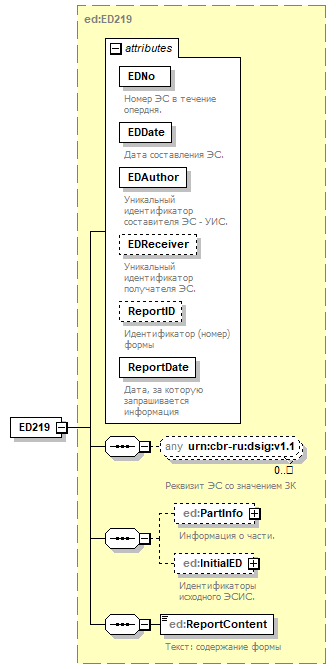 ed:ED219
attributes
EDNo
Номер ЭС в течение
опердня.
EDDate
Дата составления ЭС.
EDAuthor
Уникальный
идентификатор
составителя ЭС - УИС.
EDReceiver
Уникальный
идентификатор
получателя ЭС.
ReportID
Идентификатор (номер)
формы
ReportDate
Дата, за которую
запрашивается
информация
ED219
any urn:cbr-ru:dsig:v1.1
0..
Реквизит ЭС со значением ЗК
ed:PartInfo
Информация о части.
ed:InitialED
Идентификаторы
исходного ЭСИС.
ed:ReportContent
Текст: содержание формы